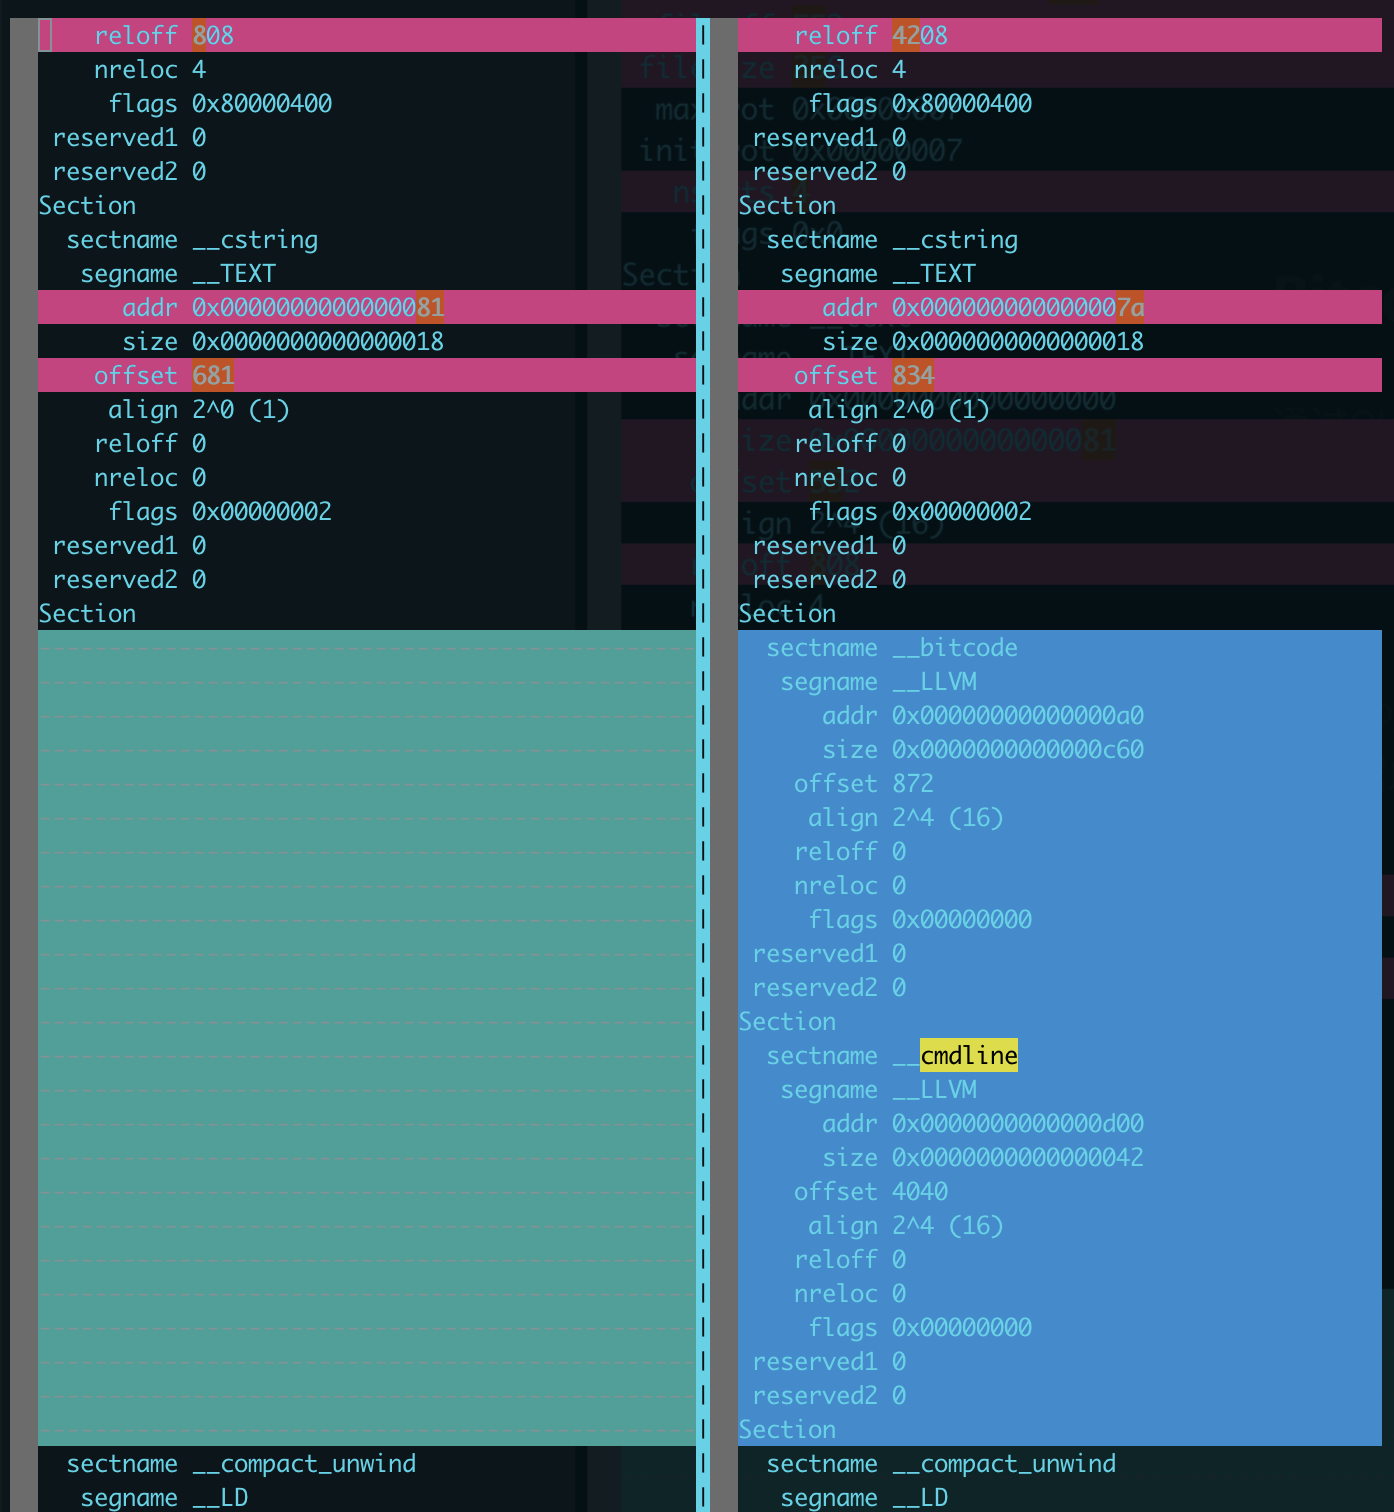 reloff 808
nreloc 4
flags 0x80000400
reserved1 0
reserved2 0
Section
sectname __cstring
segname __TEXT
addr 0x0000000000000081
size 0x0000000000000018
offset 681
align 2^0 (1)
reloff 0
nreloc 0
flags 0x00000002
reserved1 0
reserved2 0
Section
sectname __compact_unwind
segname __LD
reloff 4208
nreloc 4
flags 0x80000400
reserved1 0
reserved2 0
Section
sectname __cstring
segname __TEXT
addr 0x000000000000007a
size 0x0000000000000018
offset 834
align 2^0 (1)
reloff 0
nreloc 0
flags 0x00000002
reserved1 0
reserved2 0
Section
sectname __bitcode
segname __LLVM
addr 0x00000000000000a0
size 0x0000000000000c60
offset 872
align 2^4 (16)
reloff 0
nreloc 0
flags 0x00000000
reserved1 0
reserved2 0
Section
sectname __cmdline
segname __LLVM
addr 0x0000000000000d00
size 0x0000000000000042
offset 4040
align 2^4 (16)
reloff 0
nreloc 0
flags 0x00000000
reserved1 0
reserved2 0
Section
sectname __compact_unwind
segname __LD